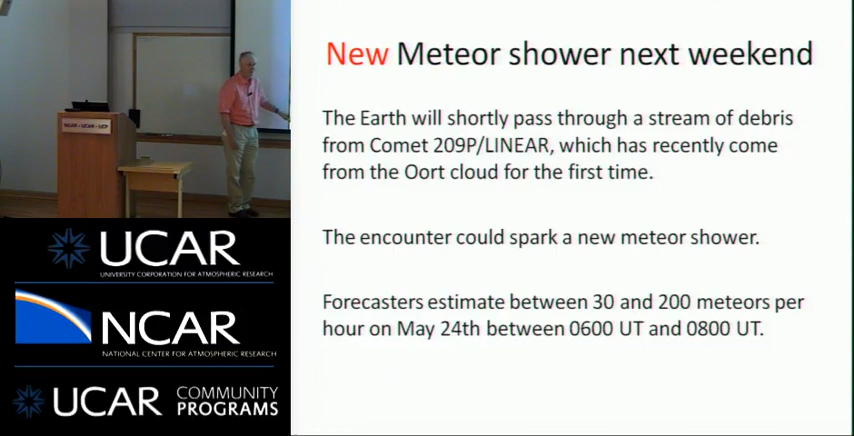 New Meteor shower next weekend
The Earth will shortly pass through a stream of debris
from Comet 209P/LINEAR, which has recently come
from the Oort cloud for the first time.
The encounter could spark a new meteor shower.
Forecasters estimate between 30 and 200 meteors per
hour on May 24th between 0600 UT and 0800 UT.
NCAR • UCAR • UCP
UCAR
UNIVERSITY CORPORATION FOR ATMOSPHERIC RESEARCH
NCAR
NATIONAL CENTER FOR ATMOSPHERIC RESEARCH
UCAR COMMUNITY
PROGRAMS